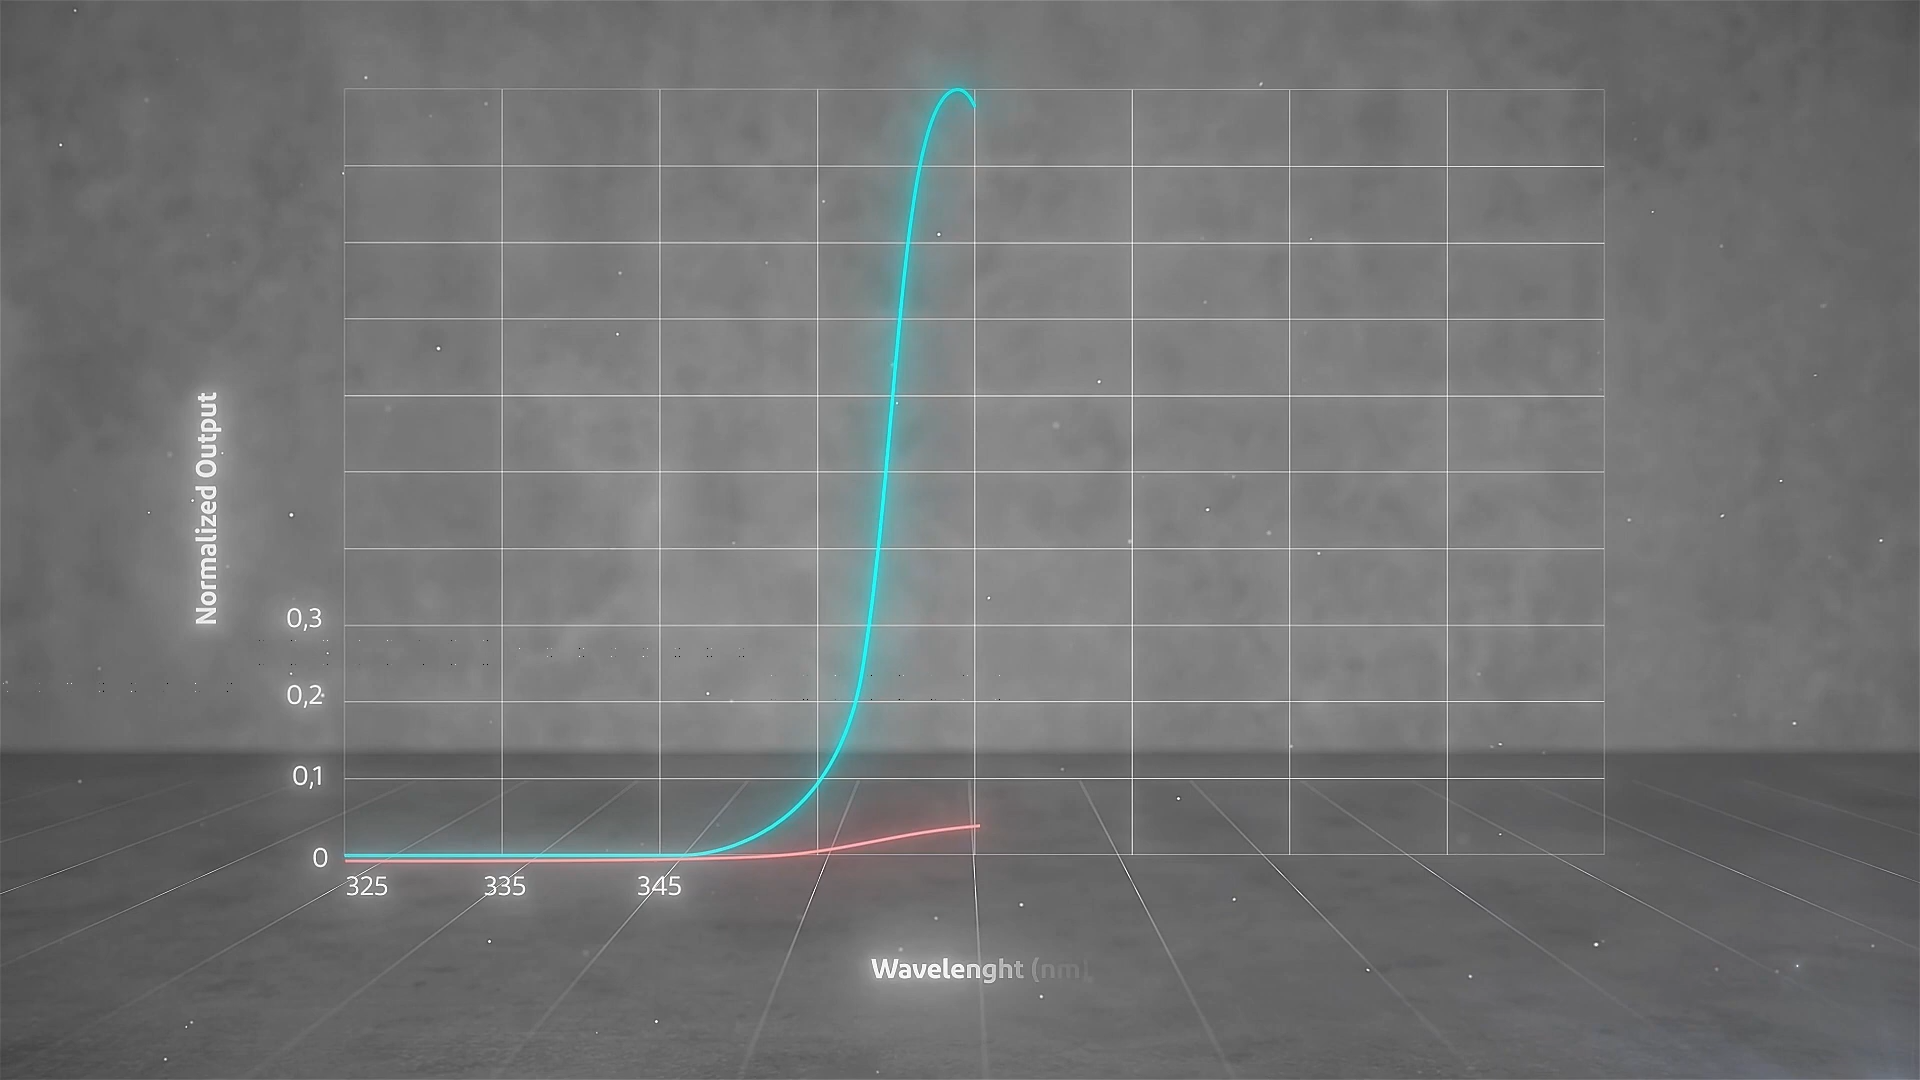 Normalized Output
0,3
0,2
0,1
0
325 335 345
Wavelenght (nm)